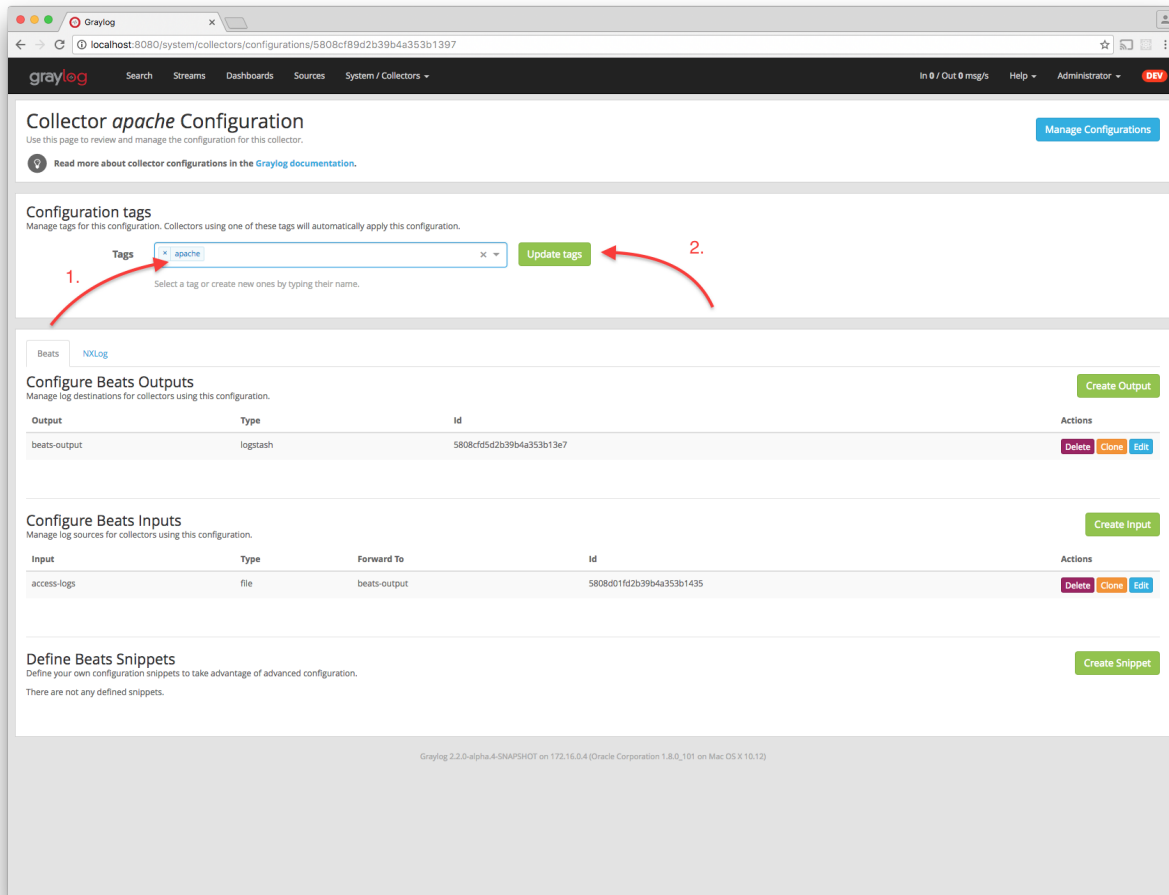 Graylog
localhost:8080/system/collectors/configurations/5808cf89d2b39b4a353b1397
graylog Search Streams Dashboards Sources System / Collectors In 0 / Out 0 msg/s Help Administrator DEV
Collector apache Configuration
Use this page to review and manage the configuration for this collector.
Manage Configurations
Read more about collector configurations in the Graylog documentation.
Configuration tags
Manage tags for this configuration. Collectors using one of these tags will automatically apply this configuration.
Tags × apache Update tags
1.
2.
Select a tag or create new ones by typing their name.
Beats NXLog
Configure Beats Outputs
Manage log destinations for collectors using this configuration.
Create Output
Output Type Id Actions
beats-output logstash 5808cfd5d2b39b4a353b13e7 Delete Clone Edit
Configure Beats Inputs
Manage log sources for collectors using this configuration.
Create Input
Input Type Forward To Id Actions
access-logs file beats-output 5808d01fd2b39b4a353b1435 Delete Clone Edit
Define Beats Snippets
Define your own configuration snippets to take advantage of advanced configuration.
Create Snippet
There are not any defined snippets.
Graylog 2.2.0-alpha.4-SNAPSHOT on 172.16.0.4 (Oracle Corporation 1.8.0_101 on Mac OS X 10.12)